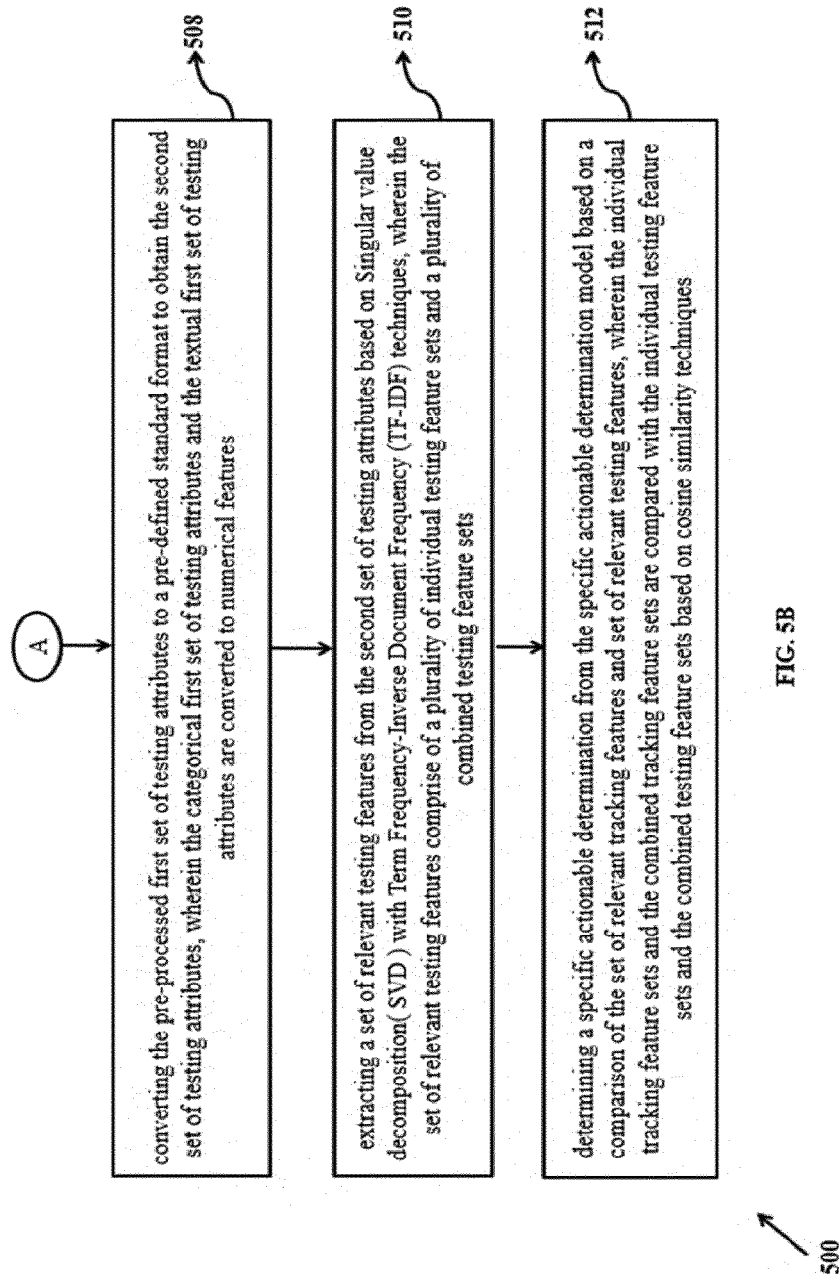 A
converting the pre-processed first set of testing attributes to a pre-defined standard format to obtain the second
set of testing attributes, wherein the categorical first set of testing attributes and the textual first set of testing
attributes are converted to numerical features
508
extracting a set of relevant testing features from the second set of testing attributes based on Singular value
decomposition( SVD ) with Term Frequency-Inverse Document Frequency (TF-IDF) techniques, wherein the
set of relevant testing features comprise of a plurality of individual testing feature sets and a plurality of
combined testing feature sets
510
determining a specific actionable determination from the specific actionable determination model based on a
comparison of the set of relevant tracking features and set of relevant testing features, wherein the individual
tracking feature sets and the combined tracking feature sets are compared with the individual testing feature
sets and the combined testing feature sets based on cosine similarity techniques
512
500
FIG. 5B